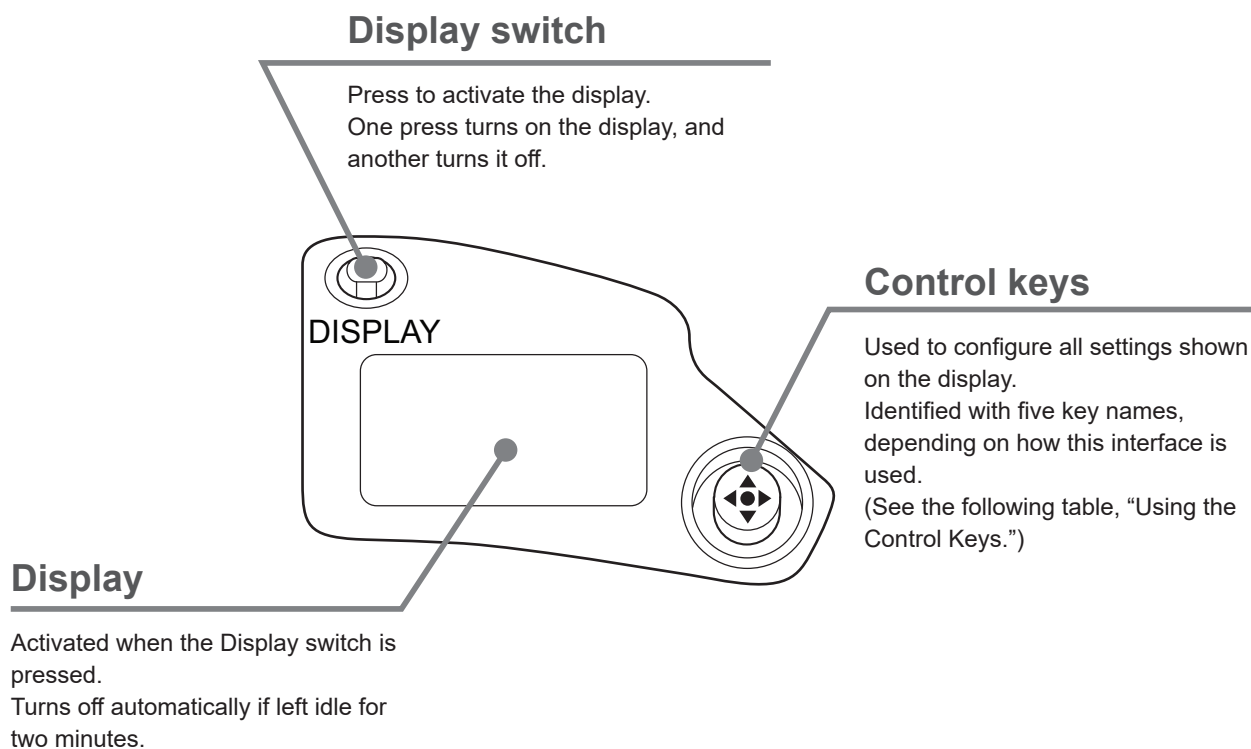 Display switch
Press to activate the display.
One press turns on the display, and
another turns it off.
DISPLAY
Control keys
Used to configure all settings shown
on the display.
Identified with five key names,
depending on how this interface is
used.
(See the following table, “Using the
Control Keys.”)
Display
Activated when the Display switch is
pressed.
Turns off automatically if left idle for
two minutes.